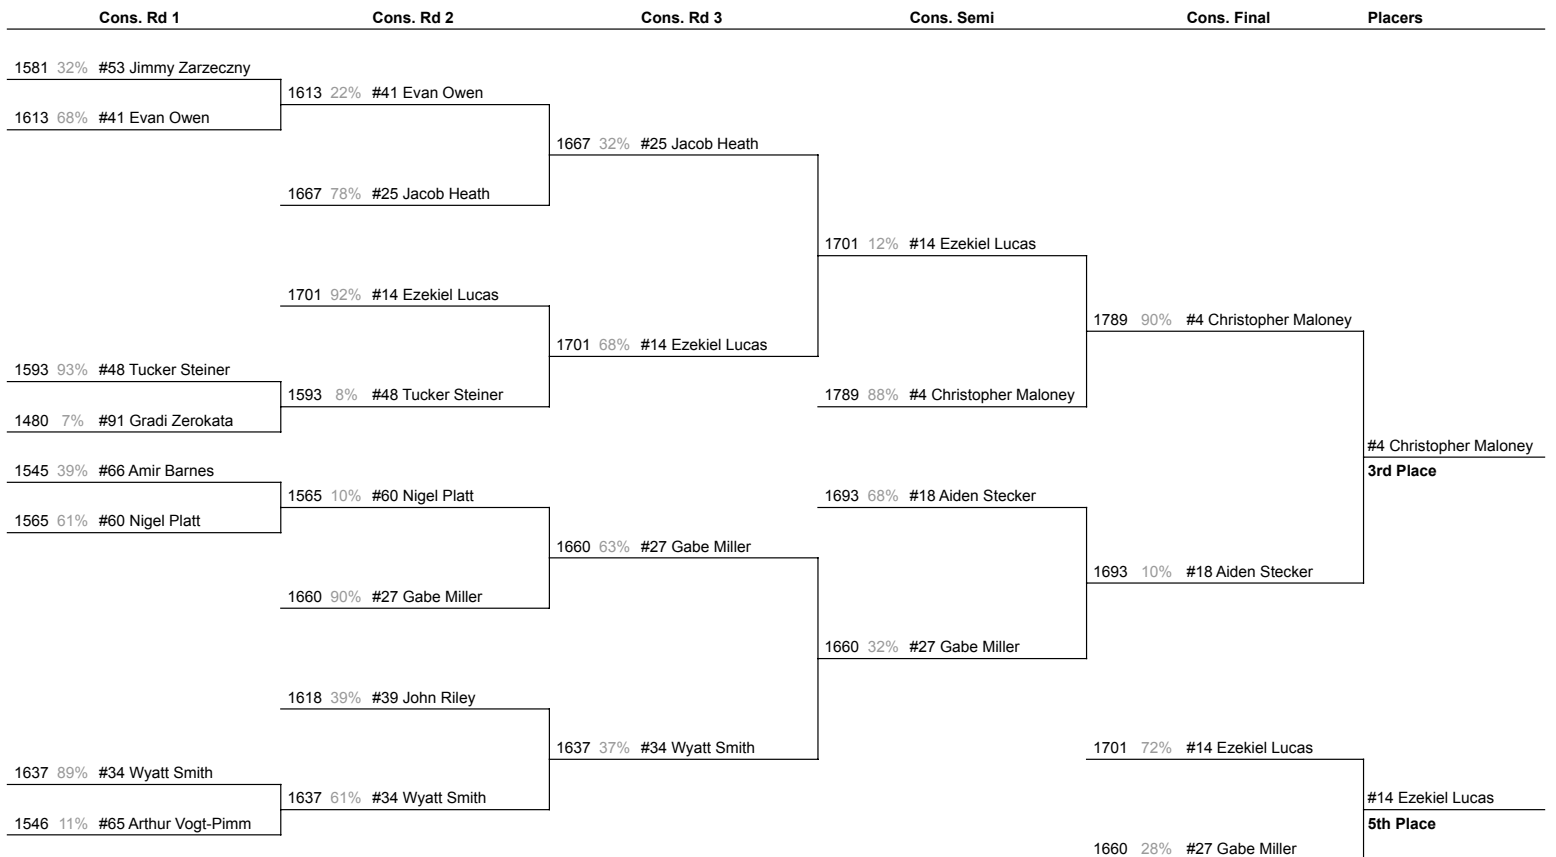 Cons. Rd 1 Cons. Rd 2 Cons. Rd 3 Cons. Semi Cons. Final Placers
1581 32% #53 Jimmy Zarzeczny
1613 22% #41 Evan Owen
1613 68% #41 Evan Owen
1667 32% #25 Jacob Heath
1667 78% #25 Jacob Heath
1701 12% #14 Ezekiel Lucas
1701 92% #14 Ezekiel Lucas
1789 90% #4 Christopher Maloney
1701 68% #14 Ezekiel Lucas
1593 93% #48 Tucker Steiner
1593 8% #48 Tucker Steiner
1789 88% #4 Christopher Maloney
1480 7% #91 Gradi Zerokata
#4 Christopher Maloney
1545 39% #66 Amir Barnes
3rd Place
1565 10% #60 Nigel Platt
1693 68% #18 Aiden Stecker
1565 61% #60 Nigel Platt
1660 63% #27 Gabe Miller
1693 10% #18 Aiden Stecker
1660 90% #27 Gabe Miller
1660 32% #27 Gabe Miller
1618 39% #39 John Riley
1637 37% #34 Wyatt Smith
1701 72% #14 Ezekiel Lucas
1637 89% #34 Wyatt Smith
1637 61% #34 Wyatt Smith
#14 Ezekiel Lucas
1546 11% #65 Arthur Vogt-Pimm
5th Place
1660 28% #27 Gabe Miller